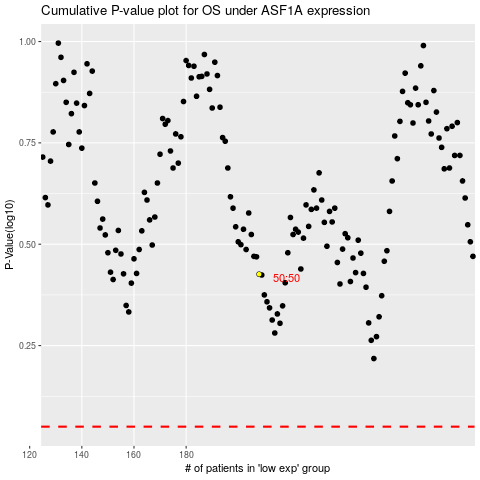 Cumulative P-value plot for OS under ASF1A expression
P-Value(log10)
1.00
0.75
0.50
0.25
50:50
120 140 160 180
# of patients in 'low exp' group